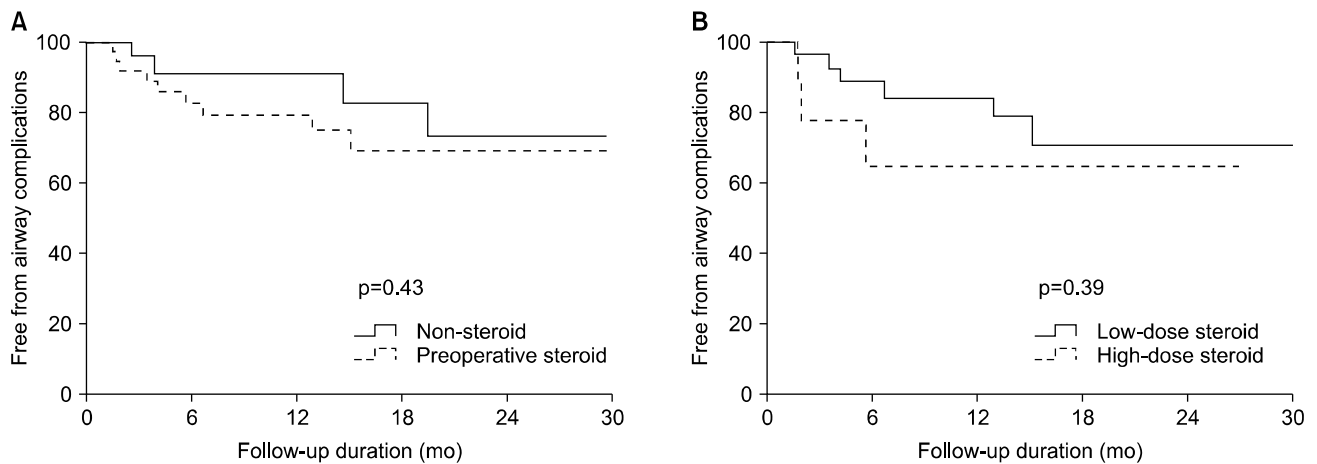 A
Free from airway complications
100
80
60
40
20
0
0 6 12 18 24 30
Follow-up duration (mo)
p=0.43
Non-steroid
Preoperative steroid
B
Free from airway complications
100
80
60
40
20
0
0 6 12 18 24 30
Follow-up duration (mo)
p=0.39
Low-dose steroid
High-dose steroid